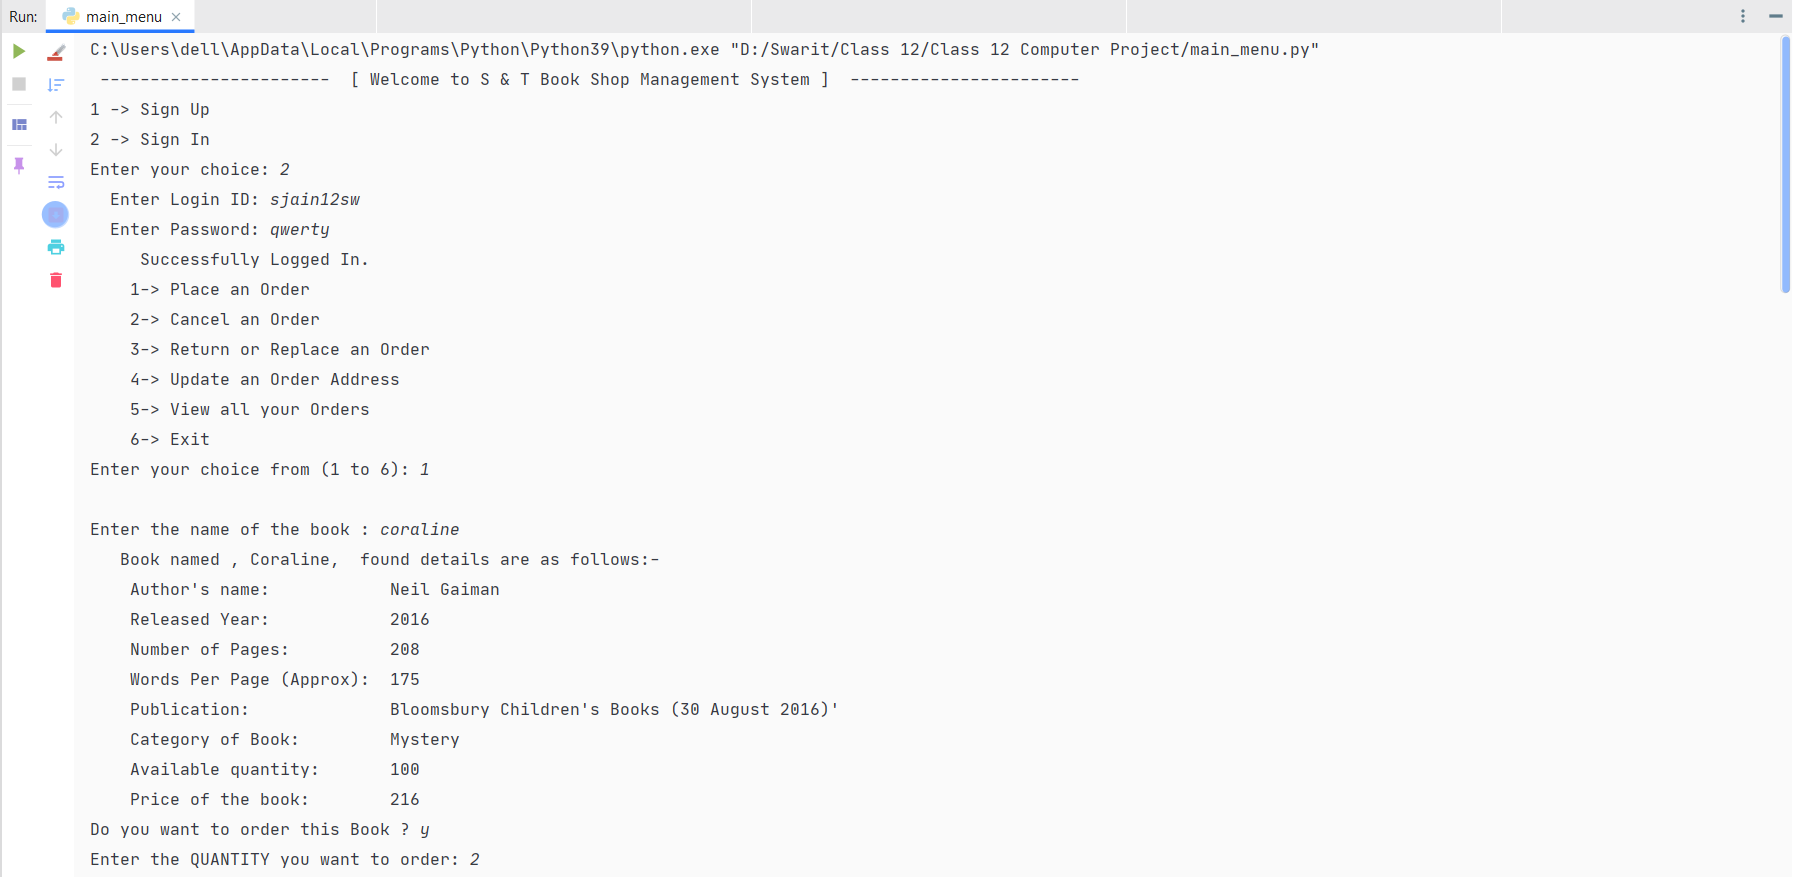 Run: main_menu
C:\Users\dell\AppData\Local\Programs\Python\Python39\python.exe "D:/Swarit/Class 12/Class 12 Computer Project/main_menu.py"
----------------------- [ Welcome to S & T Book Shop Management System ] -----------------------
1 -> Sign Up
2 -> Sign In
Enter your choice: 2
Enter Login ID: sjain12sw
Enter Password: qwerty
Successfully Logged In.
1-> Place an Order
2-> Cancel an Order
3-> Return or Replace an Order
4-> Update an Order Address
5-> View all your Orders
6-> Exit
Enter your choice from (1 to 6): 1
Enter the name of the book : coraline
Book named , Coraline,  found details are as follows:-
Author's name: Neil Gaiman
Released Year: 2016
Number of Pages: 208
Words Per Page (Approx): 175
Publication: Bloomsbury Children's Books (30 August 2016)'
Category of Book: Mystery
Available quantity: 100
Price of the book: 216
Do you want to order this Book ? y
Enter the QUANTITY you want to order: 2